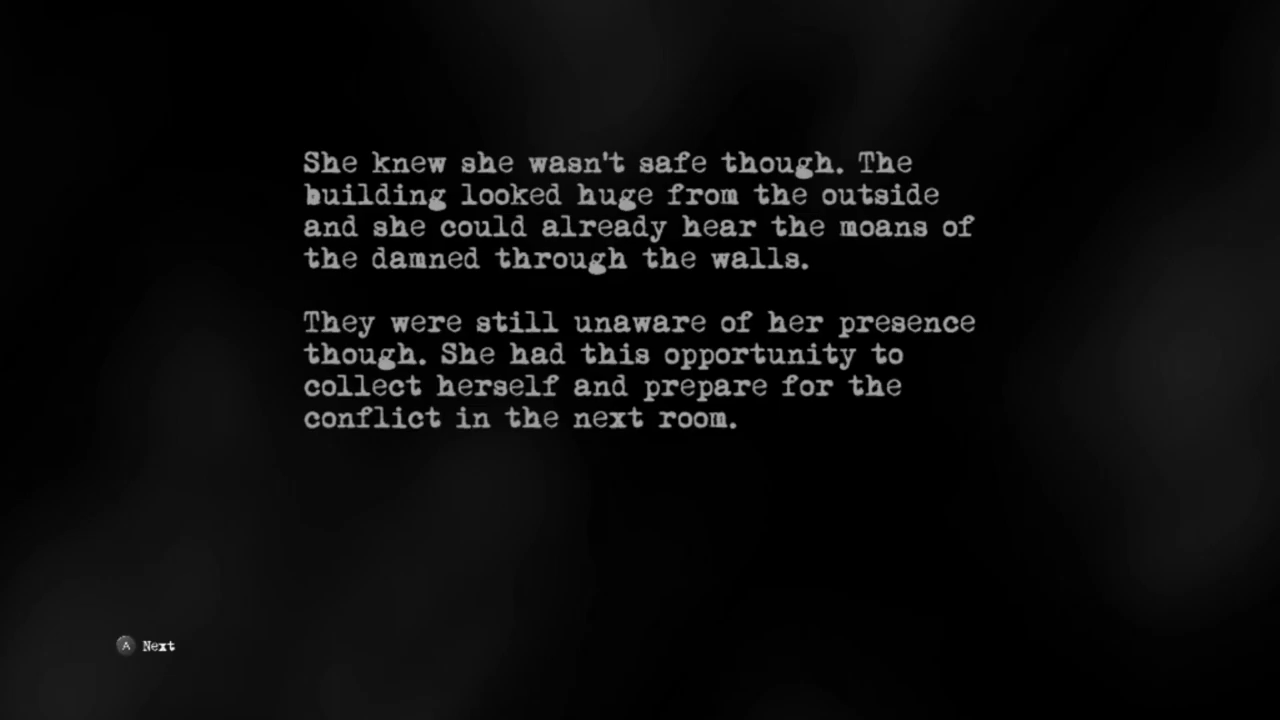 She knew she wasn't safe though. The
building looked huge from the outside
and she could already hear the moans of
the damned through the walls.
They were still unaware of her presence
though. She had this opportunity to
collect herself and prepare for the
conflict in the next room.
A Next